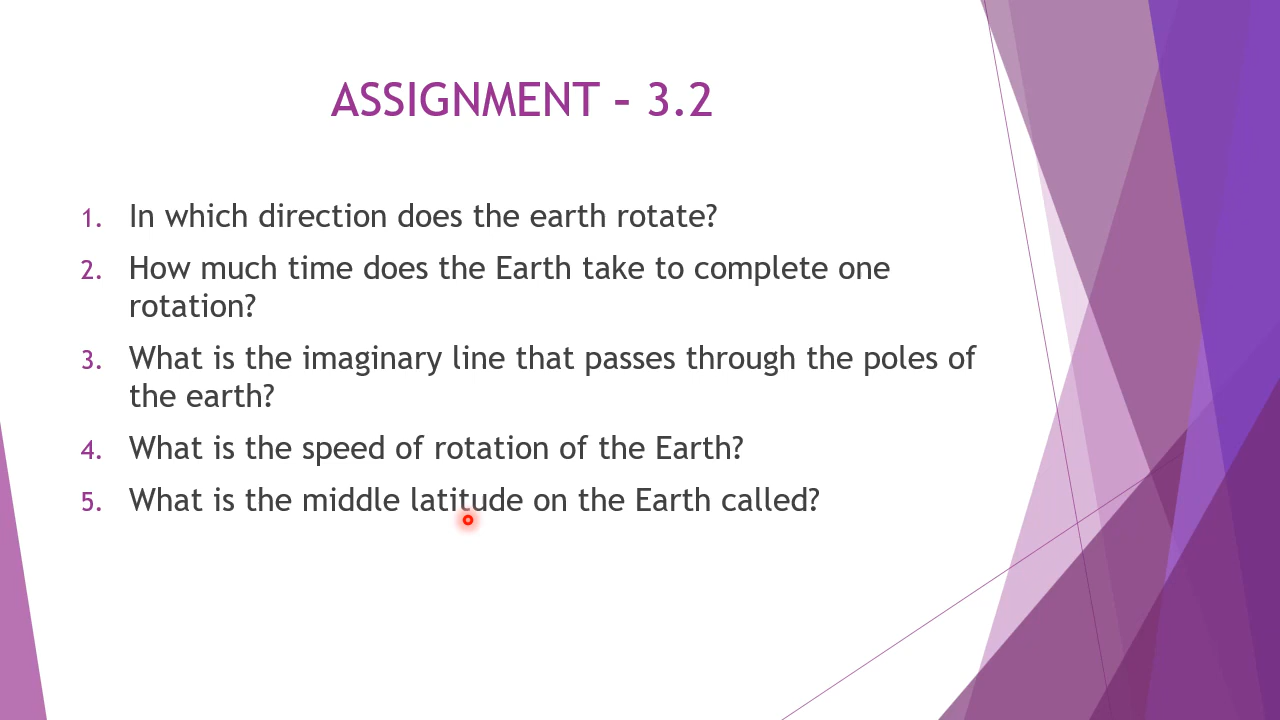 ASSIGNMENT – 3.2
1. In which direction does the earth rotate?
2. How much time does the Earth take to complete one
rotation?
3. What is the imaginary line that passes through the poles of
the earth?
4. What is the speed of rotation of the Earth?
5. What is the middle latitude on the Earth called?